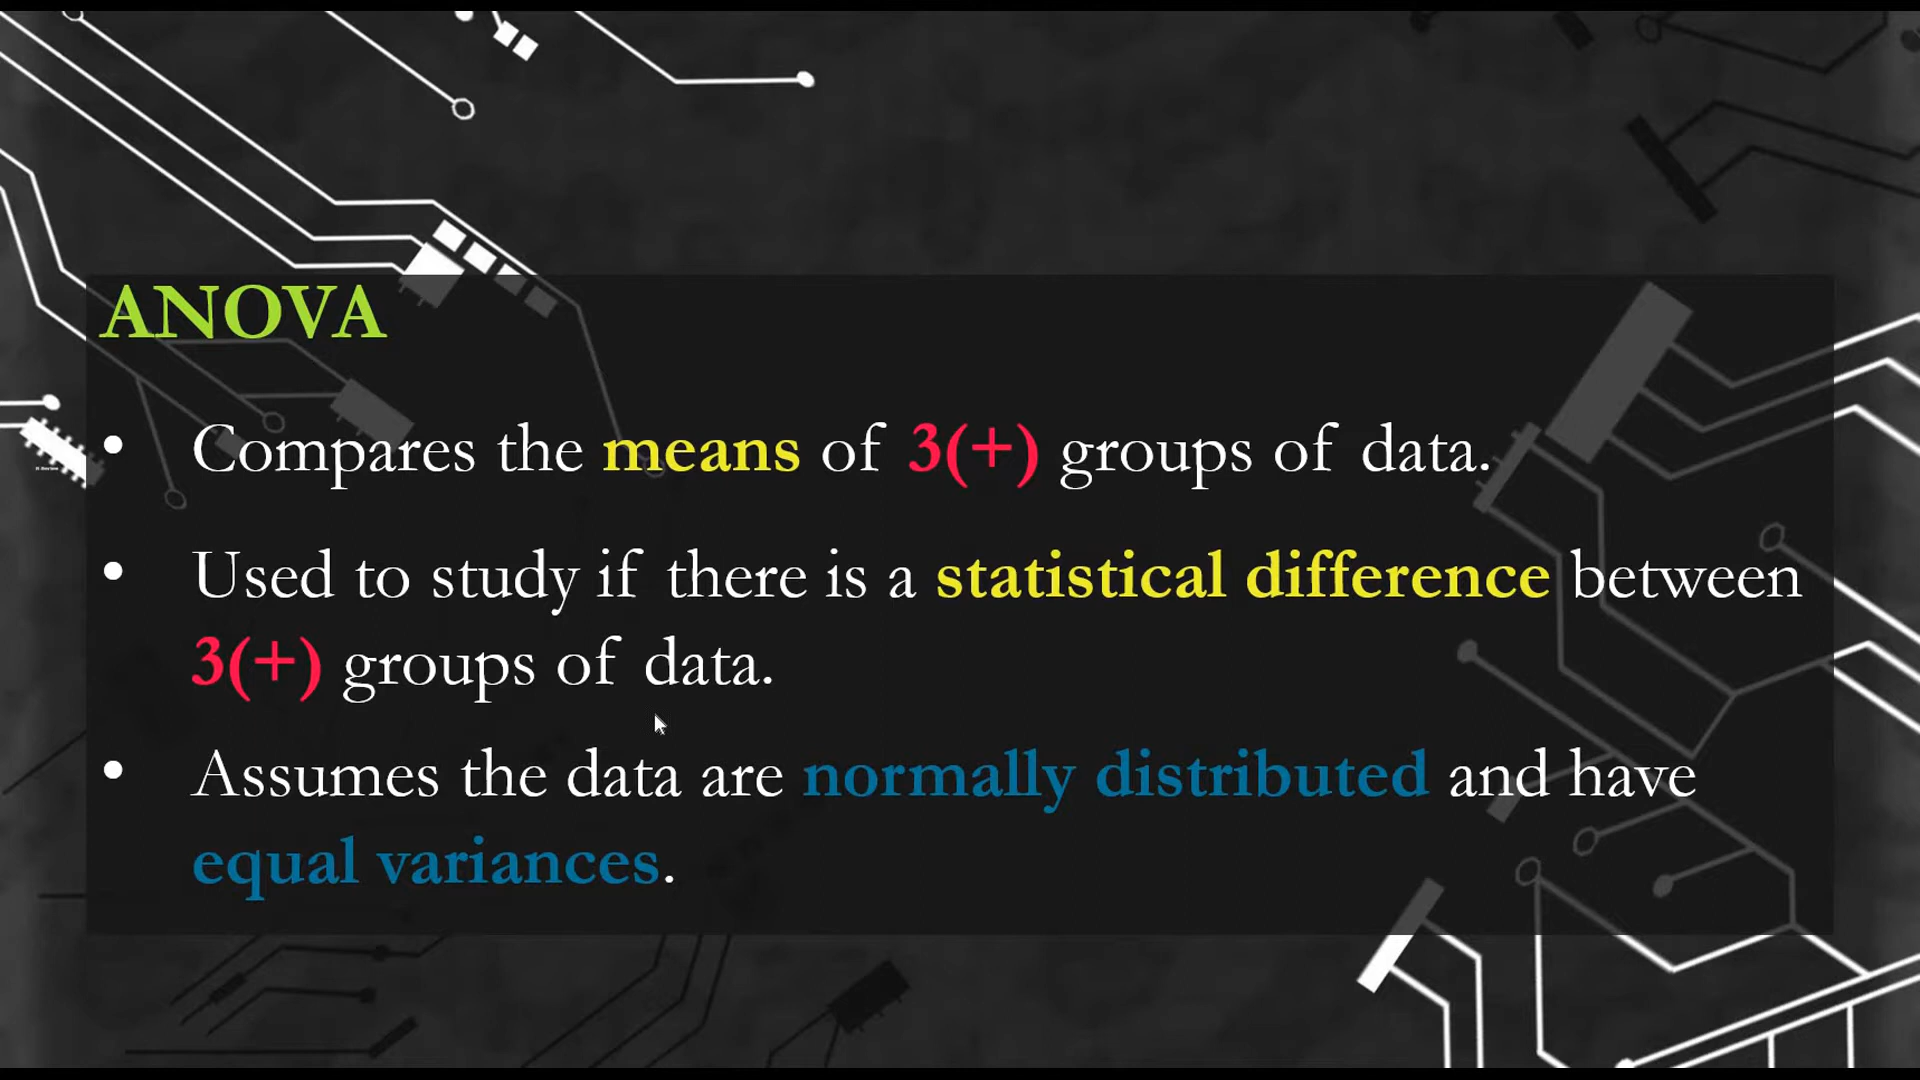 ANOVA
• Compares the means of 3(+) groups of data.
• Used to study if there is a statistical difference between
3(+) groups of data.
• Assumes the data are normally distributed and have
equal variances.